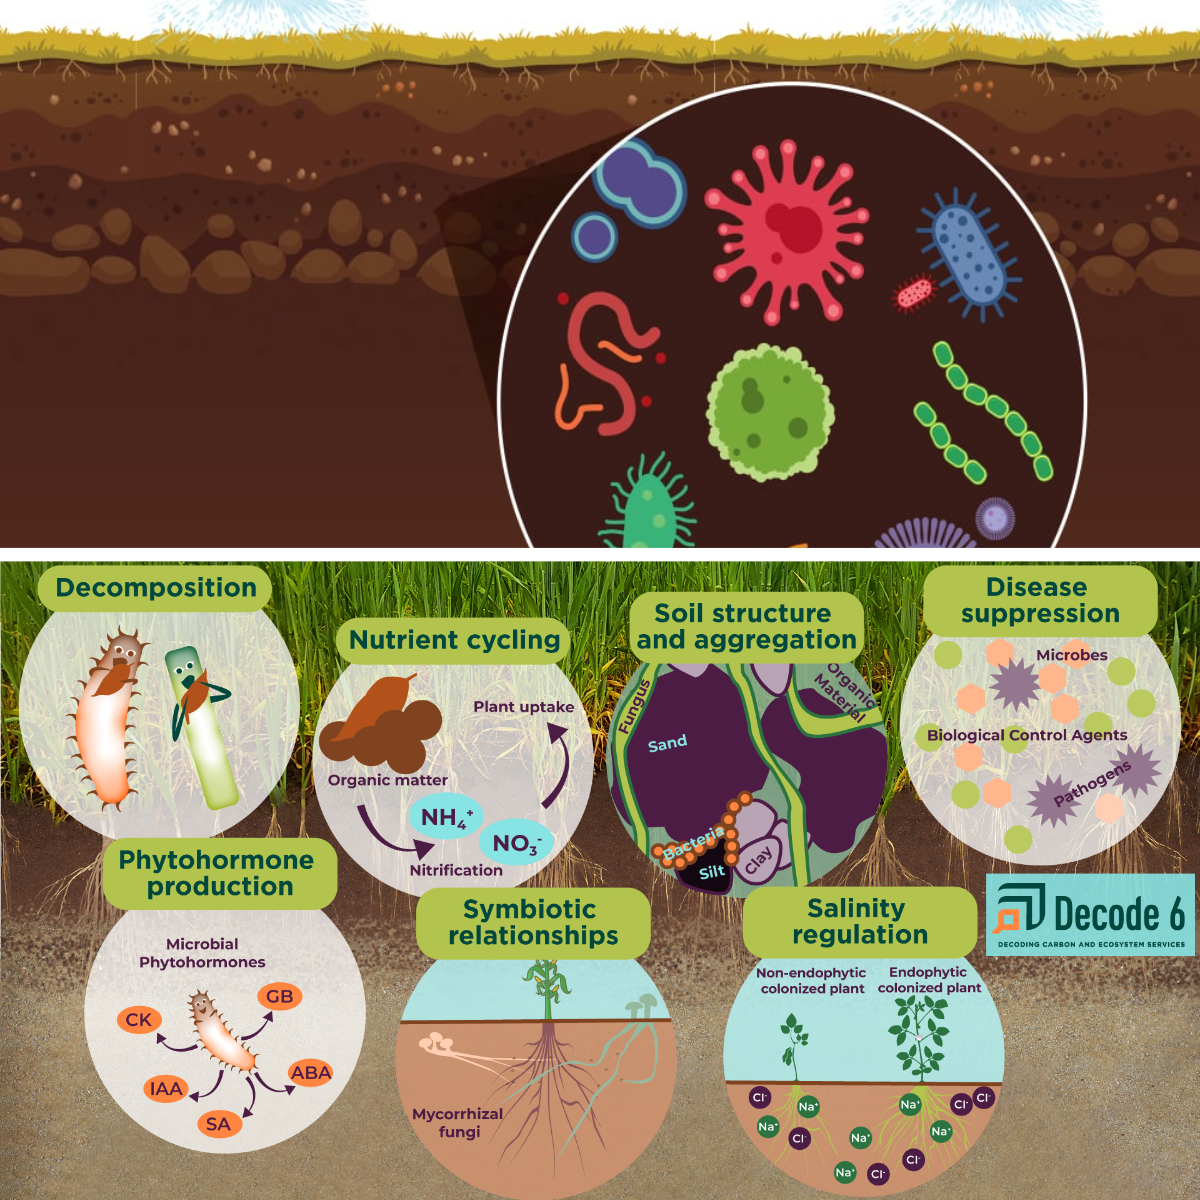 Decomposition
Nutrient cycling
Plant uptake
Organic matter
NH₄⁺
NO₃⁻
Nitrification
Soil structure
and aggregation
Fungus
Organic
Material
Sand
Bacteria
Silt
Clay
Disease
suppression
Microbes
Biological Control Agents
Pathogens
Phytohormone
production
Microbial
Phytohormones
CK
GB
IAA
ABA
SA
Symbiotic
relationships
Mycorrhizal
fungi
Salinity
regulation
Non-endophytic
colonized plant
Endophytic
colonized plant
Cl⁻
Na⁺
Na⁺
Cl⁻
Na⁺
Cl⁻
Cl⁻
Na⁺
Na⁺
Cl⁻
Na⁺
Cl⁻
Decode 6
DECODING CARBON AND ECOSYSTEM SERVICES